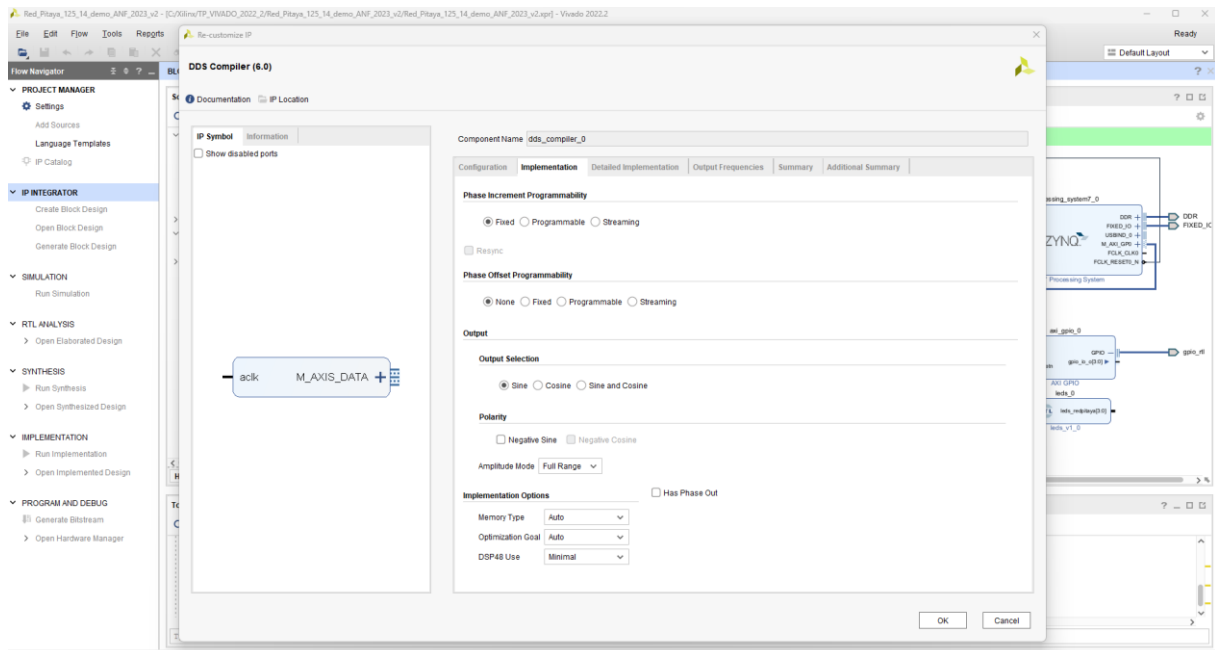 Red_Pitaya_125_14_demo_ANF_2023_v2 - [C:/Xilinx/TP_VIVADO_2022_2/Red_Pitaya_125_14_demo_ANF_2023_v2/Red_Pitaya_125_14_demo_ANF_2023_v2.xpr] - Vivado 2022.2
File Edit Flow Tools Reports
Ready
Default Layout
Flow Navigator
PROJECT MANAGER
Settings
Add Sources
Language Templates
IP Catalog
IP INTEGRATOR
Create Block Design
Open Block Design
Generate Block Design
SIMULATION
Run Simulation
RTL ANALYSIS
Open Elaborated Design
SYNTHESIS
Run Synthesis
Open Synthesized Design
IMPLEMENTATION
Run Implementation
Open Implemented Design
PROGRAM AND DEBUG
Generate Bitstream
Open Hardware Manager
Re-customize IP
DDS Compiler (6.0)
Documentation IP Location
IP Symbol Information
Show disabled ports
aclk M_AXIS_DATA
Component Name dds_compiler_0
Configuration Implementation Detailed Implementation Output Frequencies Summary Additional Summary
Phase Increment Programmability
Fixed Programmable Streaming
Resync
Phase Offset Programmability
None Fixed Programmable Streaming
Output
Output Selection
Sine Cosine Sine and Cosine
Polarity
Negative Sine Negative Cosine
Amplitude Mode Full Range
Implementation Options
Has Phase Out
Memory Type Auto
Optimization Goal Auto
DSP48 Use Minimal
OK Cancel
essing_system7_0
DDR
FIXED_IO
USBIND_0
M_AXI_GP0
FCLK_CLK0
FCLK_RESET0_N
ZYNQ
Processing System
DDR
FIXED_IO
axi_gpio_0
GPIO
gpio_rtl
AXI GPIO
leds_0
leds_v1_0